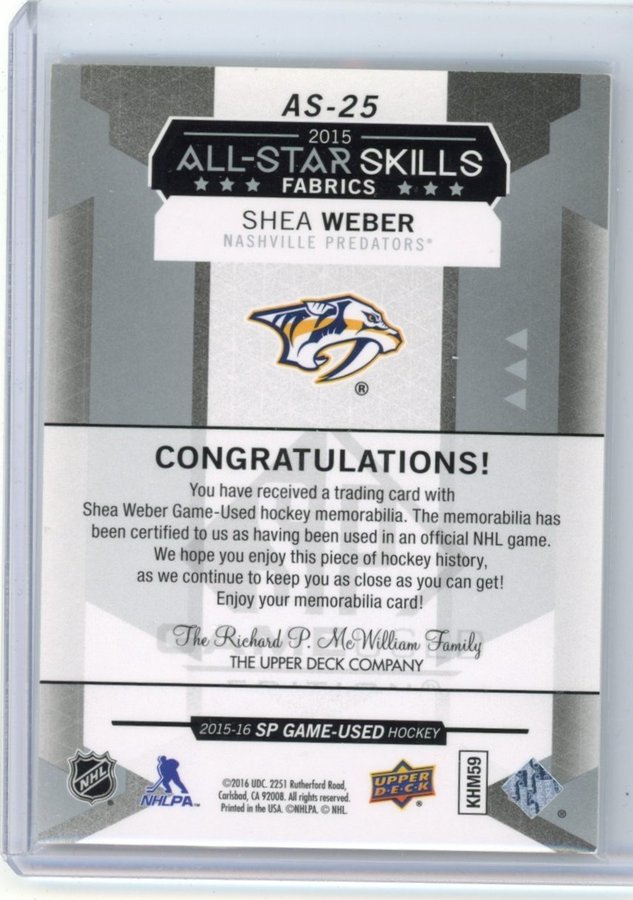 AS-25
2015
ALL-STAR SKILLS
FABRICS
SHEA WEBER
NASHVILLE PREDATORS®
®
CONGRATULATIONS!
You have received a trading card with
Shea Weber Game-Used hockey memorabilia. The memorabilia has
been certified to us as having been used in an official NHL game.
We hope you enjoy this piece of hockey history,
as we continue to keep you as close as you can get!
Enjoy your memorabilia card!
The Richard P. McWilliam Family
THE UPPER DECK COMPANY
2015-16 SP GAME-USED HOCKEY
NHL
NHLPA
©2016 UDC. 2251 Rutherford Road,
Carlsbad, CA 92008. All rights reserved.
Printed in the USA. ©NHLPA. © NHL.
UPPER
DECK
®
KHM59
®